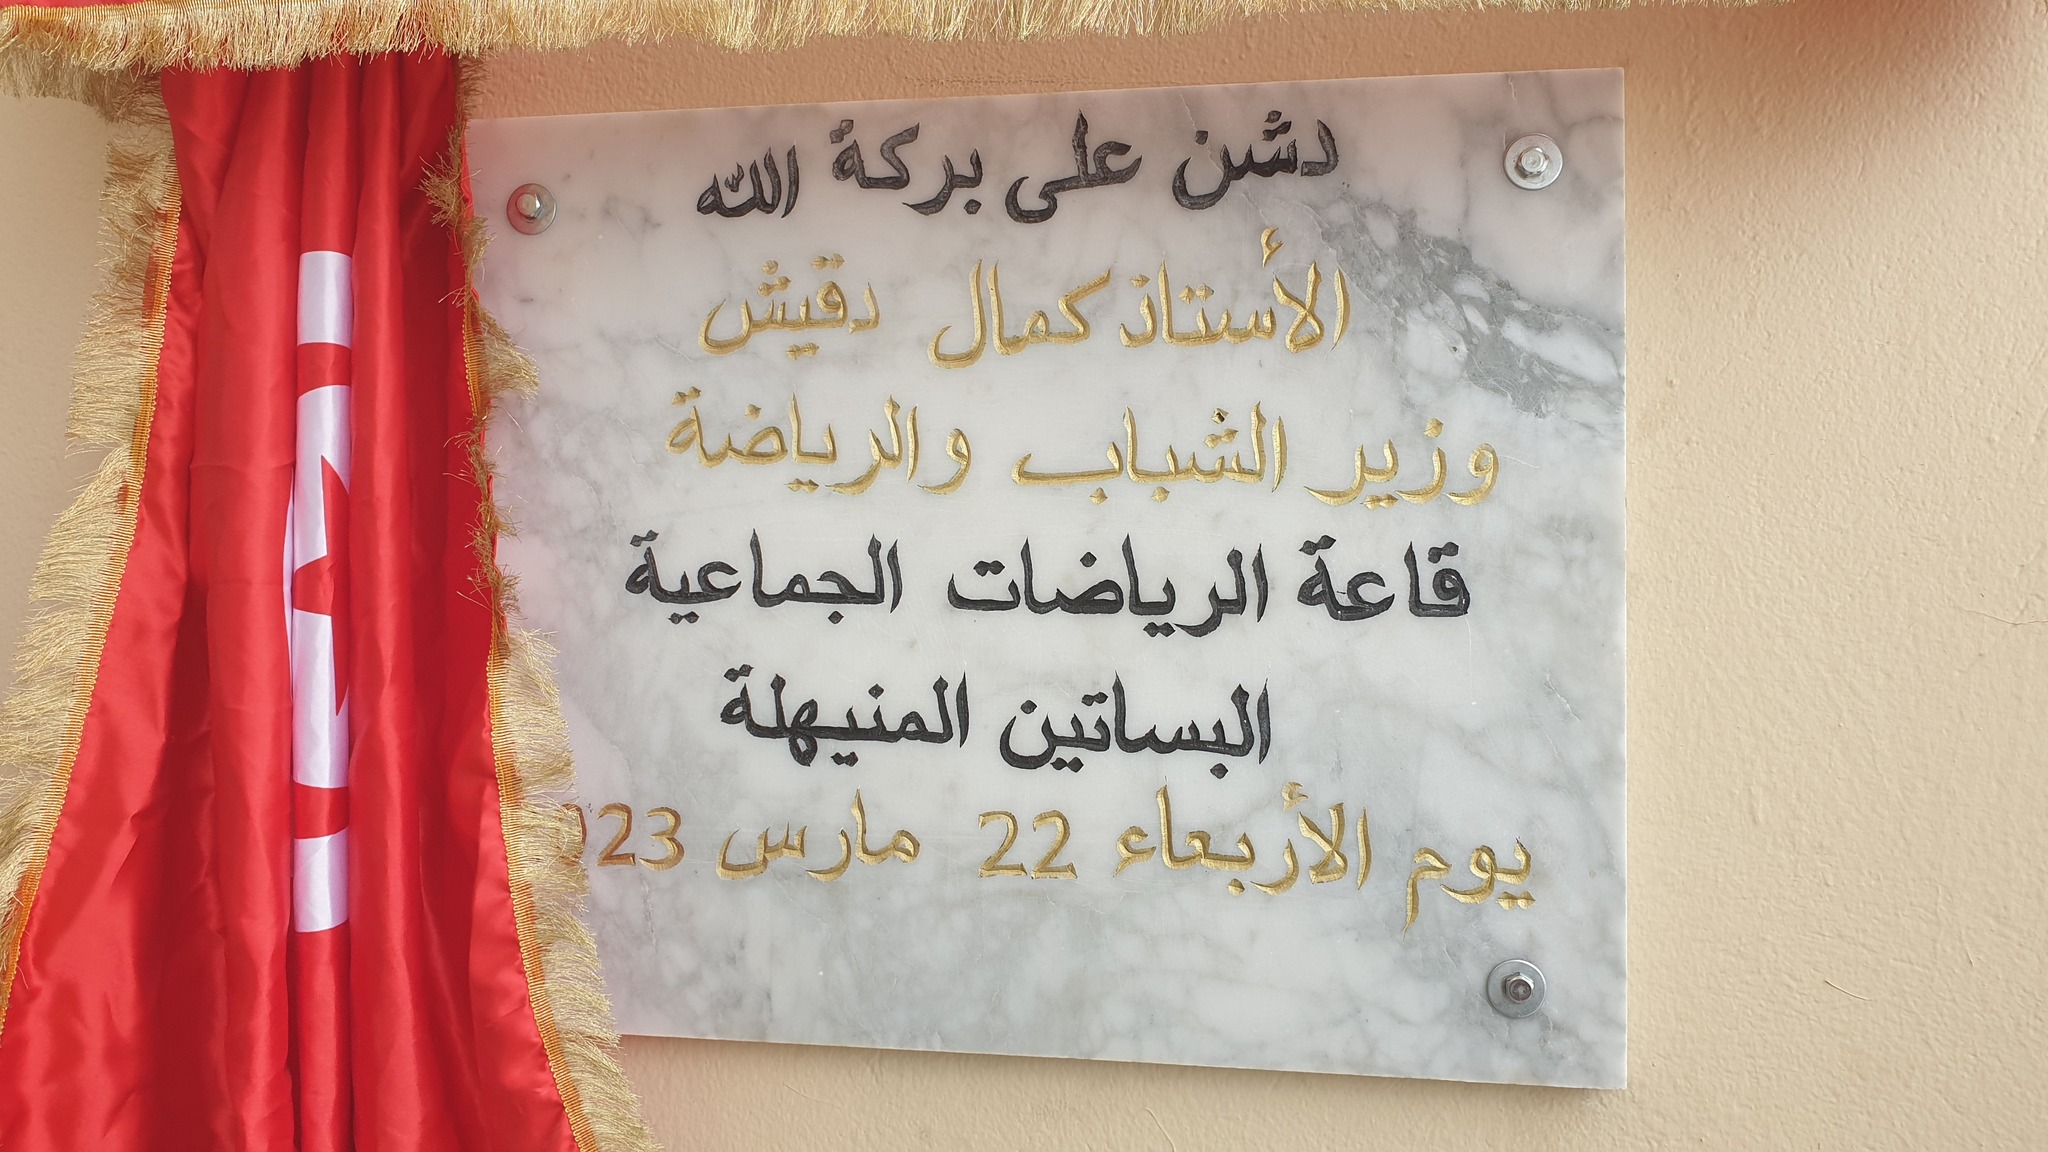 دشن على بركة الله
الأستاذ كمال دقيش
وزير الشباب والرياضة
قاعة الرياضات الجماعية
البساتين المنيهلة
يوم الأربعاء 22 مارس 023